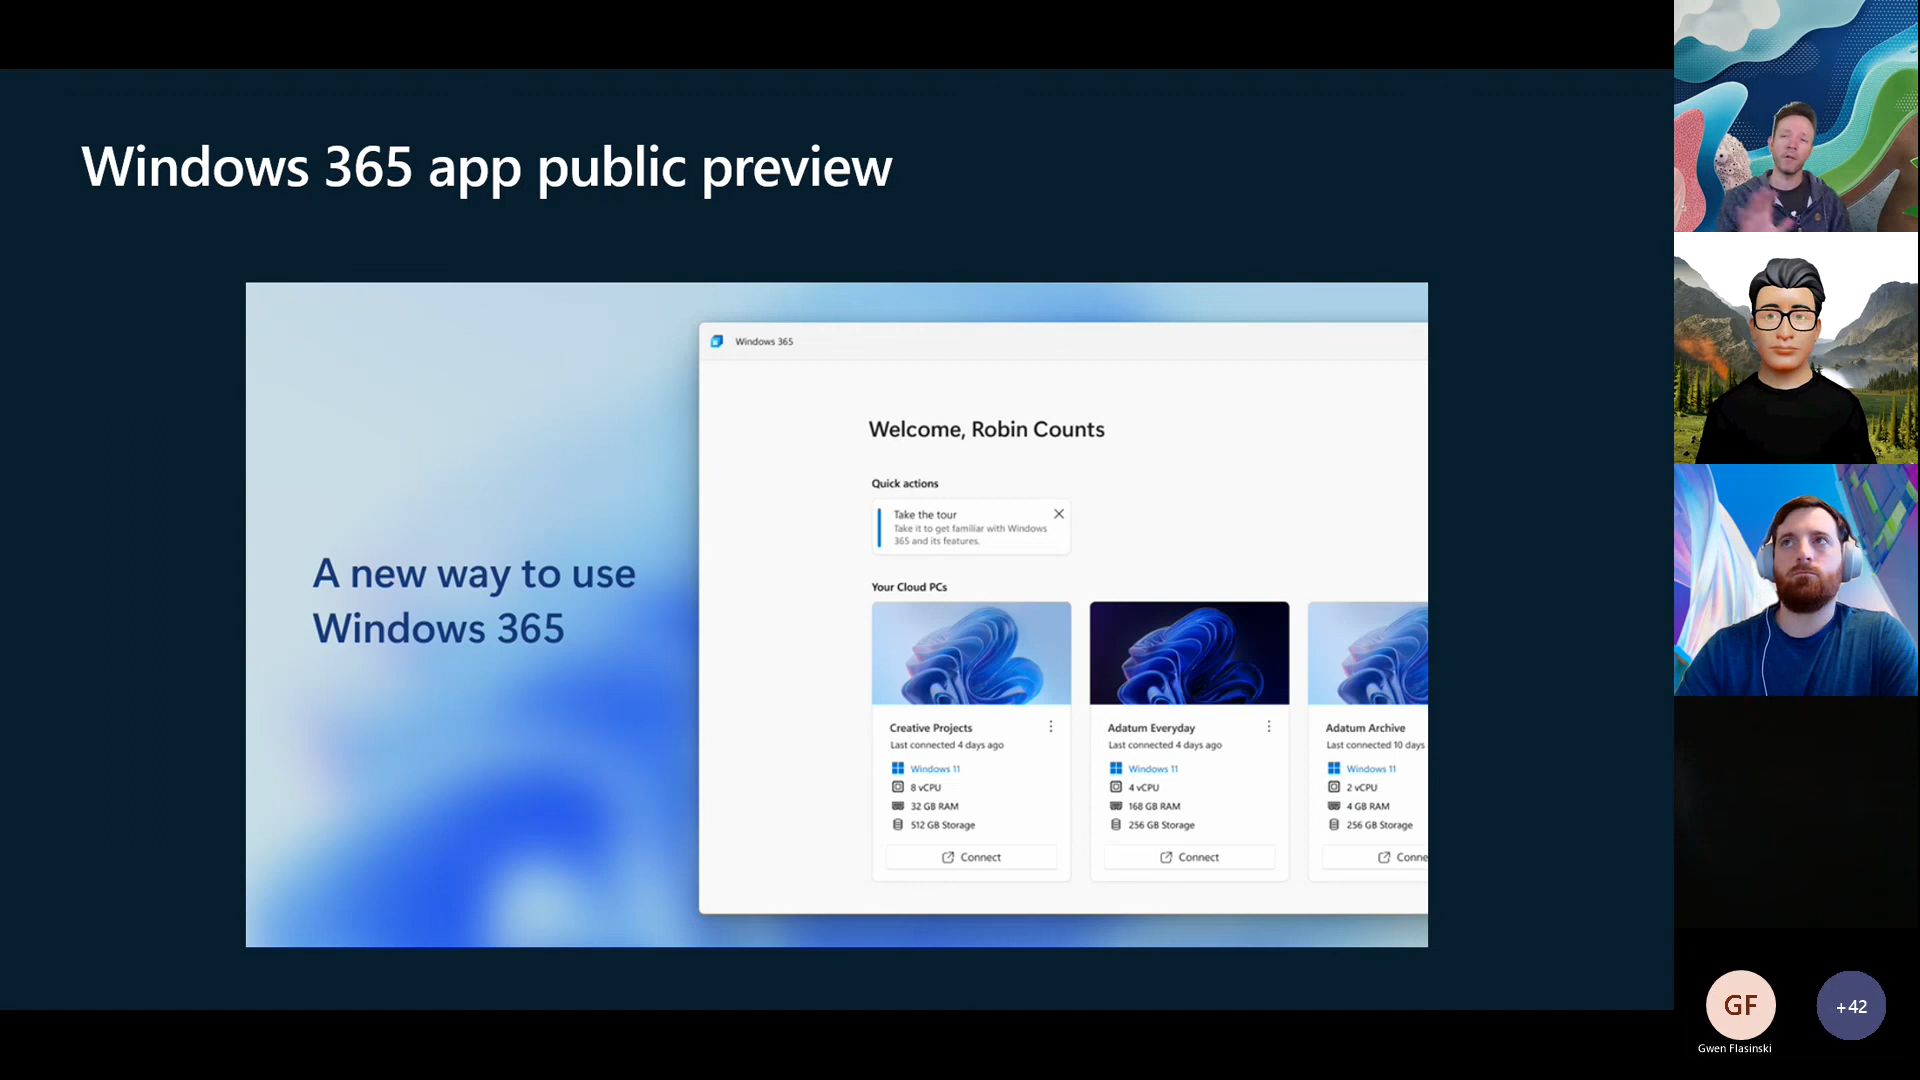 Windows 365 app public preview
A new way to use
Windows 365
Windows 365
Welcome, Robin Counts
Quick actions
Take the tour
Take it to get familiar with Windows
365 and its features.
Your Cloud PCs
Creative Projects
Last connected 4 days ago
Windows 11
8 vCPU
32 GB RAM
512 GB Storage
Connect
Adatum Everyday
Last connected 4 days ago
Windows 11
4 vCPU
168 GB RAM
256 GB Storage
Connect
Adatum Archive
Last connected 10 days
Windows 11
2 vCPU
4 GB RAM
256 GB Storage
Conne
GF
Gwen Flasinski
+42